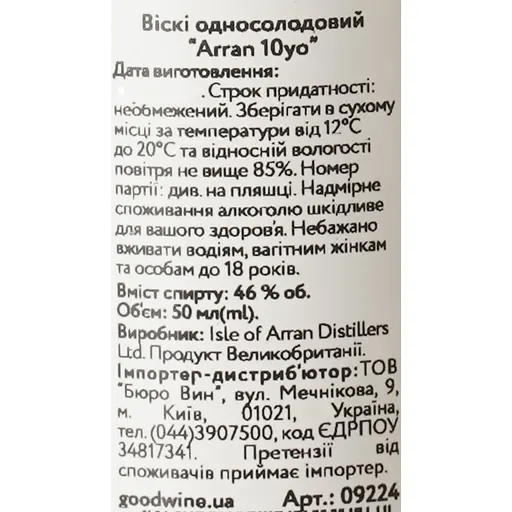 Віскі односолодовий
"Arran 10yo"
Дата виготовлення:
. Строк придатності:
необмежений. Зберігати в сухому
місці за температури від 12°C
до 20°C та відносній вологості
повітря не вище 85%. Номер
партії: див. на пляшці. Надмірне
споживання алкоголю шкідливе
для вашого здоров'я. Небажано
вживати водіям, вагітним жінкам
та особам до 18 років.
Вміст спирту: 46 % об.
Об'єм: 50 мл(ml).
Виробник: Isle of Arran Distillers
Ltd. Продукт Великобританії.
Імпортер-дистриб'ютор: ТОВ
"Бюро Вин", вул. Мечнікова, 9,
м. Київ, 01021, Україна,
тел. (044)3907500, код ЄДРПОУ
34817341. Претензії від
споживачів приймає імпортер.
goodwine.ua Арт.: 09224